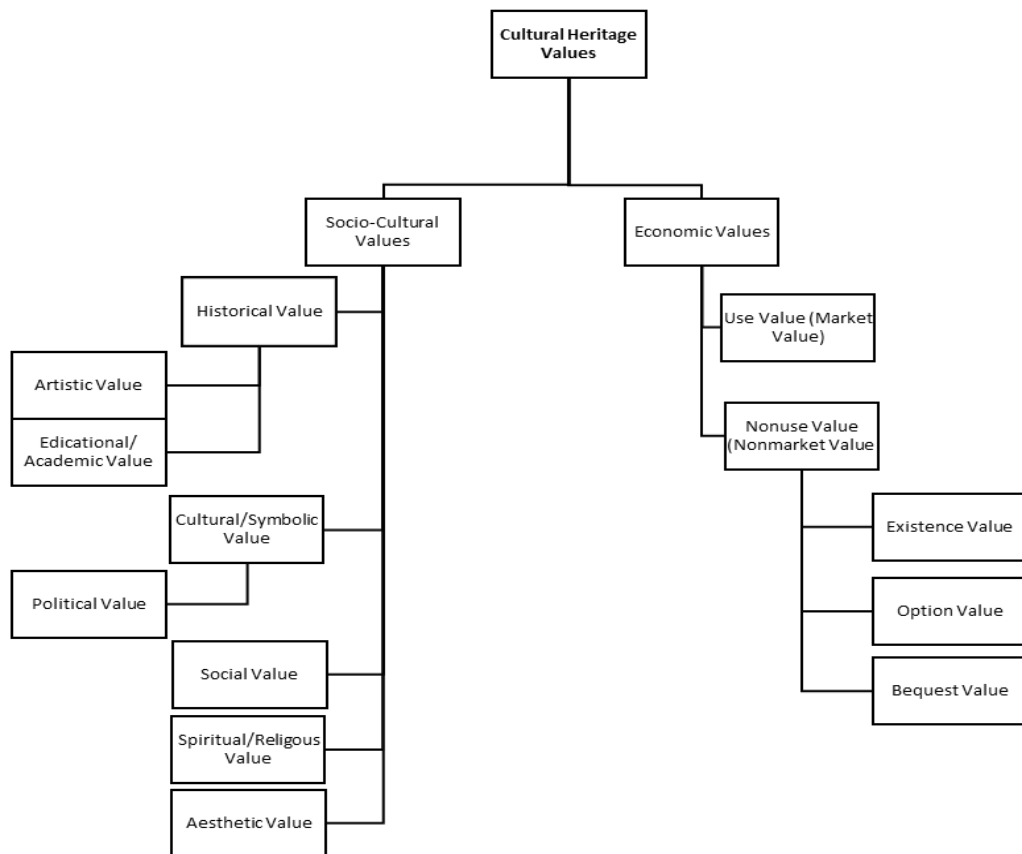 Cultural Heritage
Values
Socio-Cultural
Values
Economic Values
Historical Value
Use Value (Market
Value)
Artistic Value
Edicational/
Academic Value
Nonuse Value
(Nonmarket Value
Cultural/Symbolic
Value
Existence Value
Political Value
Option Value
Social Value
Bequest Value
Spiritual/Religous
Value
Aesthetic Value